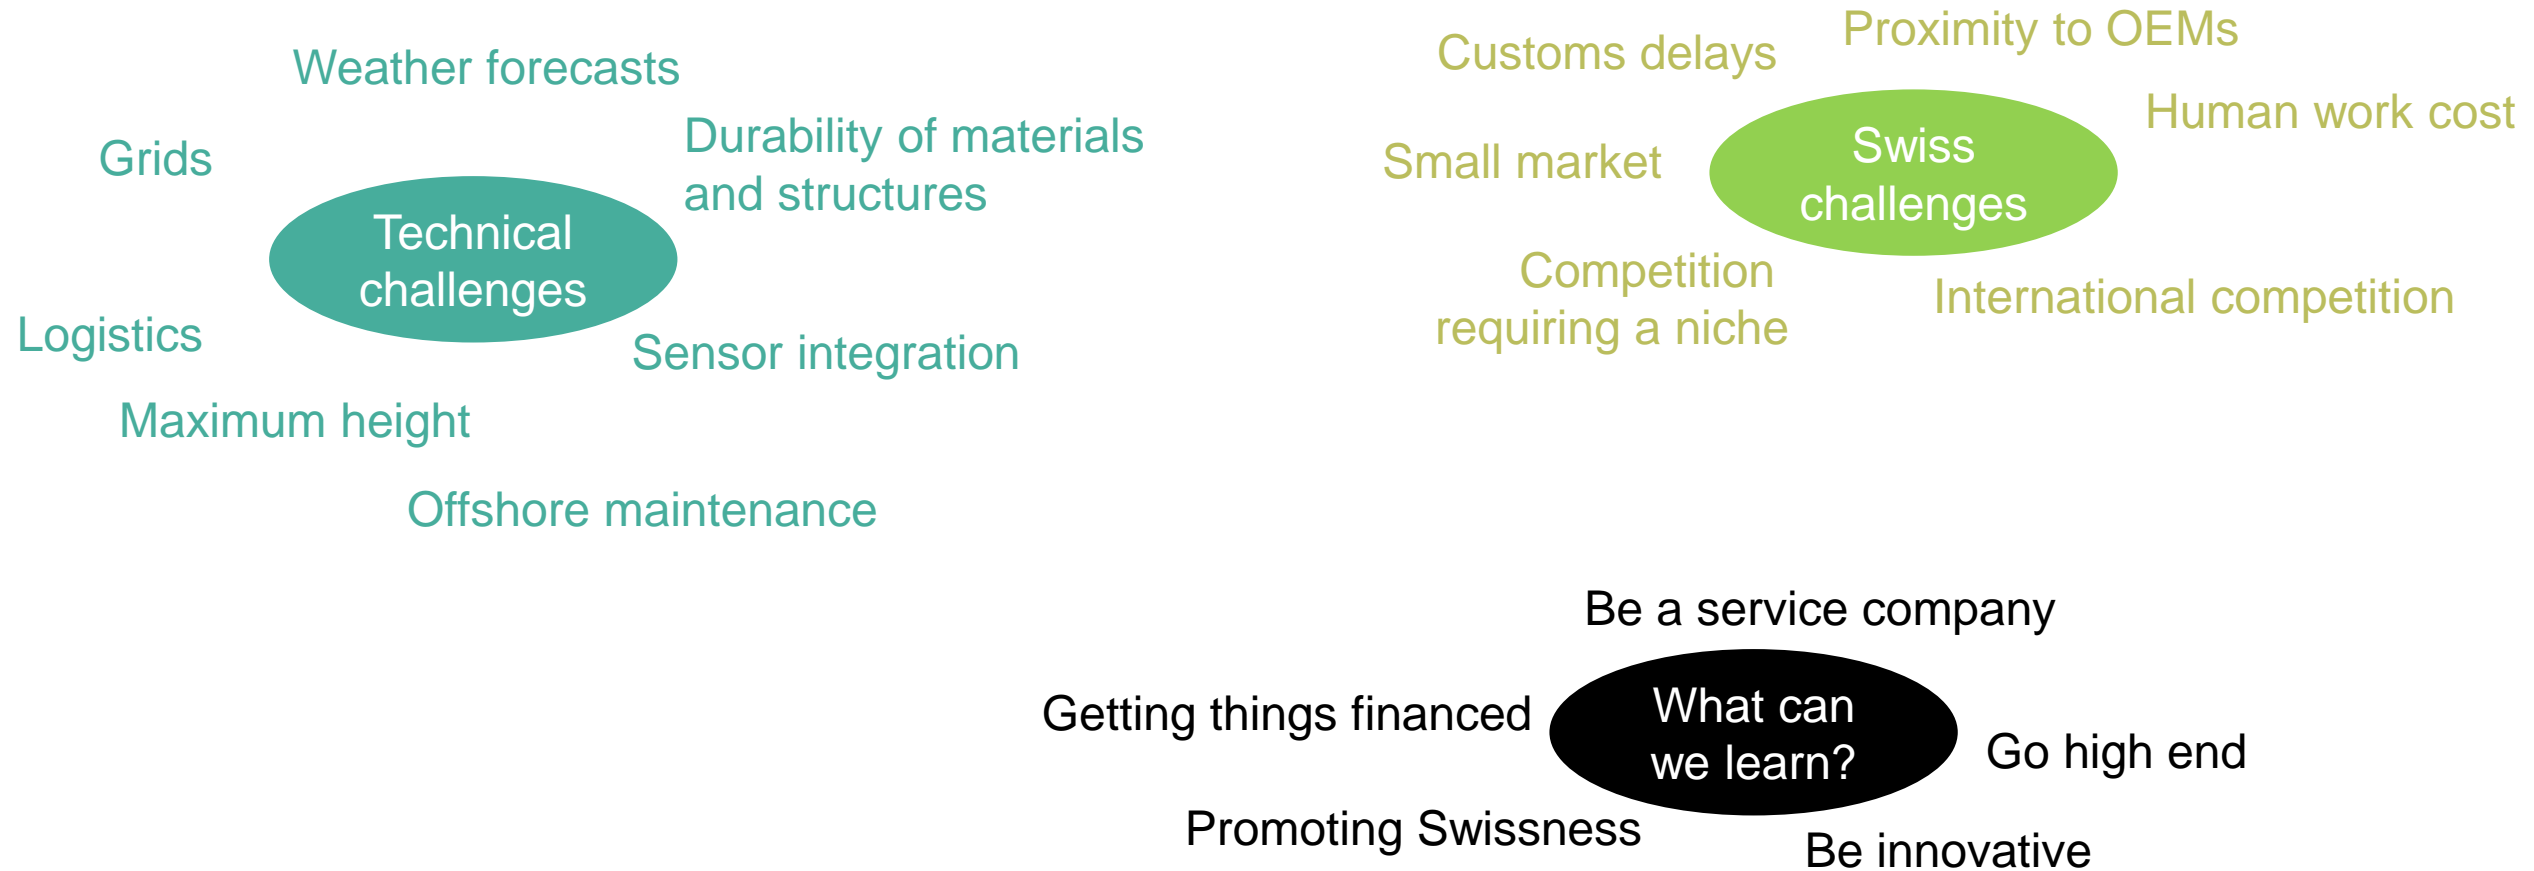 Weather forecasts
Grids
Durability of materials
and structures
Technical
challenges
Logistics
Sensor integration
Maximum height
Offshore maintenance
Customs delays
Proximity to OEMs
Human work cost
Small market
Swiss
challenges
Competition
requiring a niche
International competition
Be a service company
Getting things financed
What can
we learn?
Go high end
Promoting Swissness
Be innovative